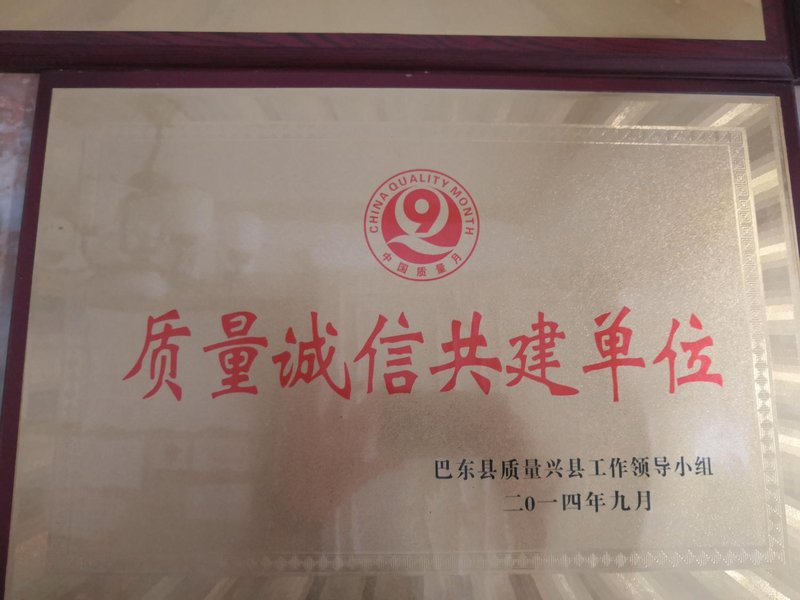 CHINA QUALITY MONTH
9
中国质量月
质量诚信共建单位
巴东县质量兴县工作领导小组
二0一四年九月